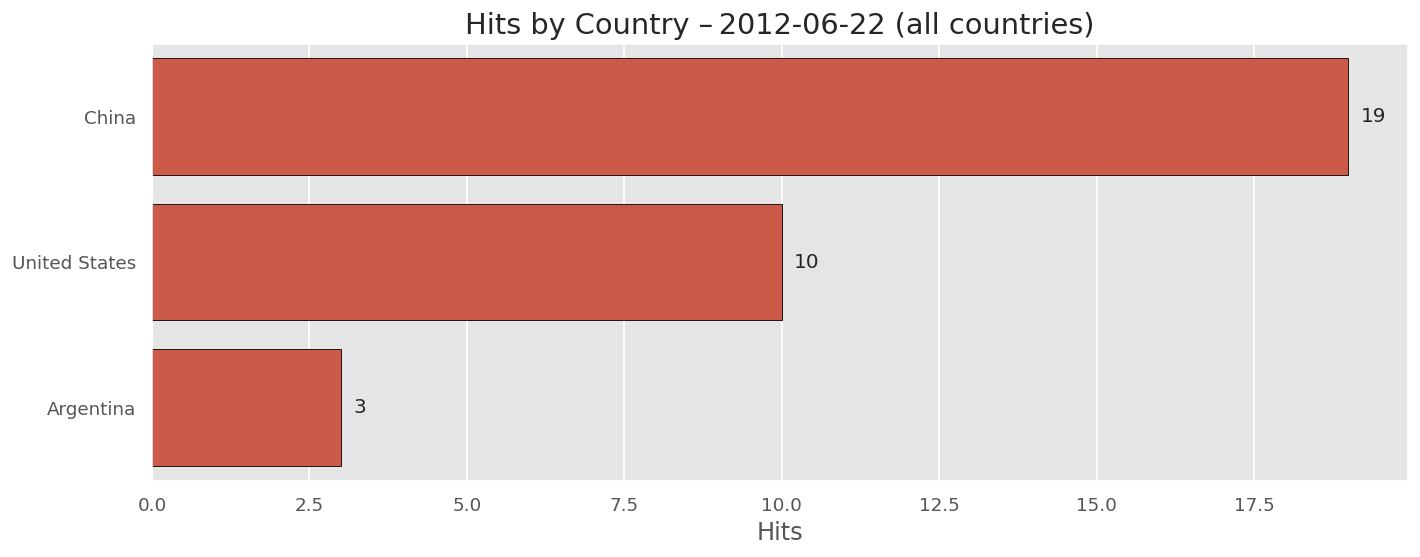 Hits by Country – 2012-06-22 (all countries)
China
19
United States
10
Argentina
3
0.0 2.5 5.0 7.5 10.0 12.5 15.0 17.5
Hits